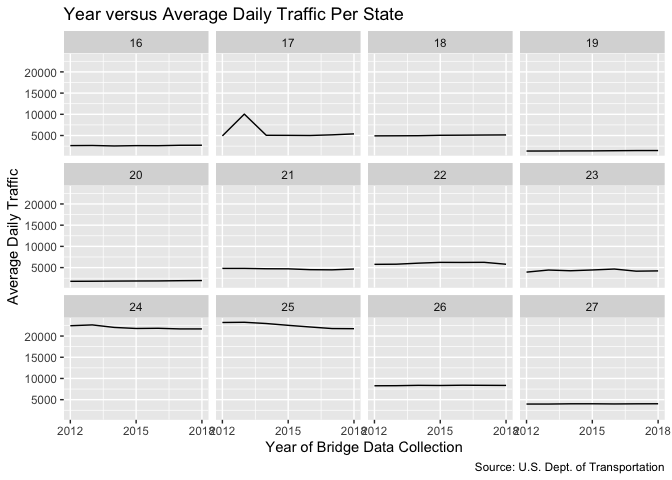 Year versus Average Daily Traffic Per State
16 17 18 19
20000
15000
10000
5000
20 21 22 23
20000
15000
10000
5000
24 25 26 27
20000
15000
10000
5000
Average Daily Traffic
2012 2015 2018 2012 2015 2018 2012 2015 2018 2012 2015 2018
Year of Bridge Data Collection
Source: U.S. Dept. of Transportation